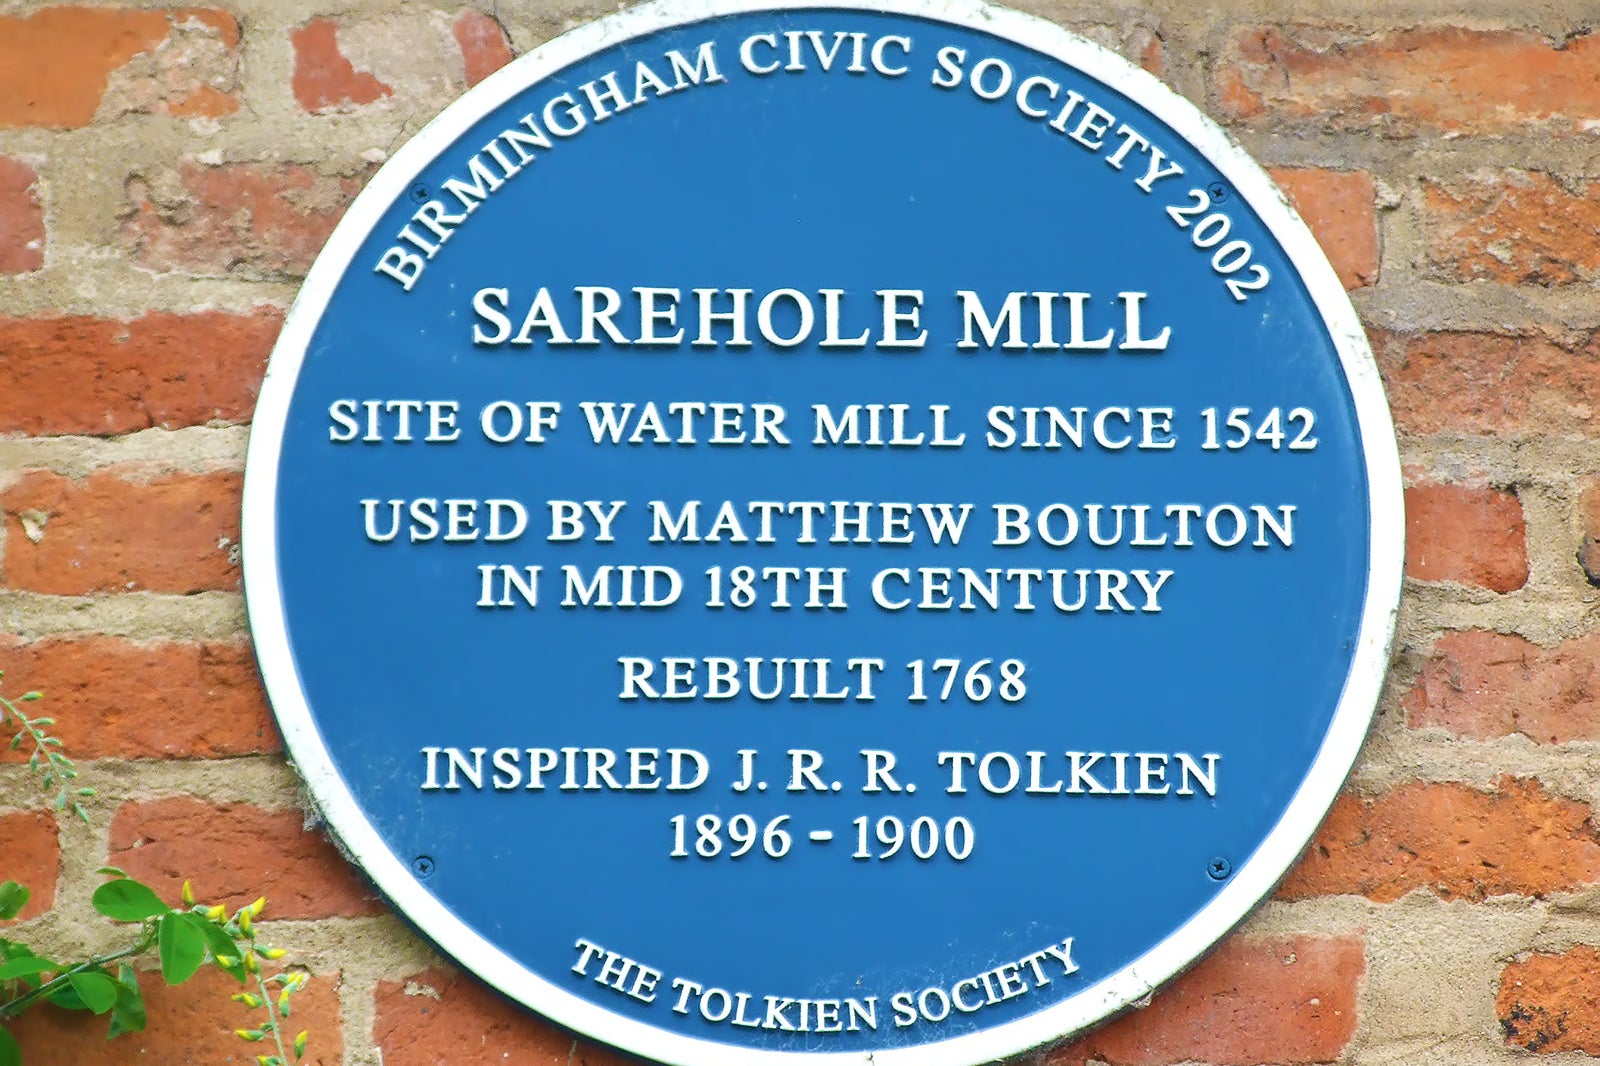 BIRMINGHAM CIVIC SOCIETY 2002
SAREHOLE MILL
SITE OF WATER MILL SINCE 1542
USED BY MATTHEW BOULTON
IN MID 18TH CENTURY
REBUILT 1768
INSPIRED J. R. R. TOLKIEN
1896 - 1900
THE TOLKIEN SOCIETY